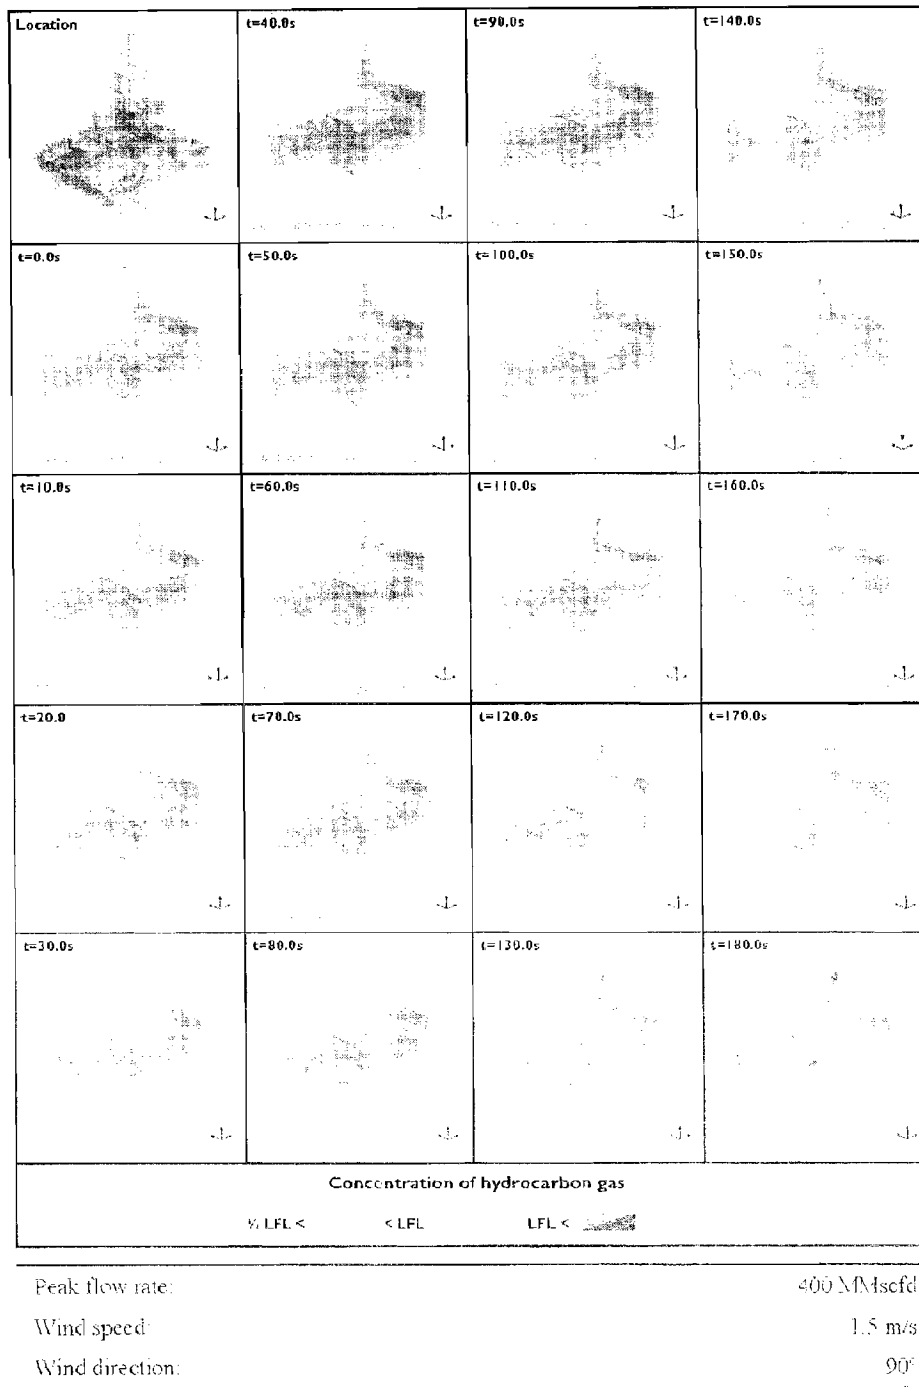 Location t=40.0s t=90.0s t=140.0s
t=0.0s t=50.0s t=100.0s t=150.0s
t=10.0s t=60.0s t=110.0s t=160.0s
t=20.0 t=70.0s t=120.0s t=170.0s
t=30.0s t=80.0s t=130.0s t=180.0s
Concentration of hydrocarbon gas
½ LFL < < LFL LFL <
Peak flow rate: 400 MMscfd
Wind speed: 1.5 m/s
Wind direction: 90°